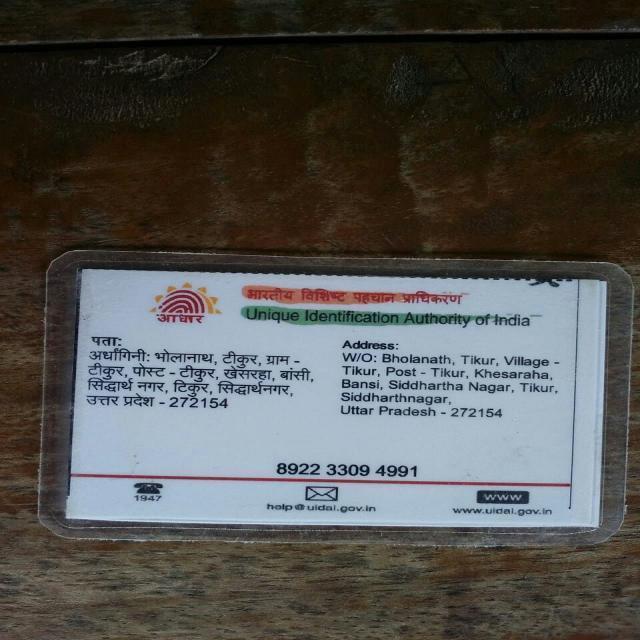 आधार
भारतीय विशिष्ट पहचान प्राधिकरण
Unique Identification Authority of India
पता:
अर्धांगिनी: भोलानाथ, टीकुर, ग्राम -
टीकुर, पोस्ट - टीकुर, खेसरहा, बांसी,
सिद्धार्थ नगर, टिकुर, सिद्धार्थनगर,
उत्तर प्रदेश - 272154
Address:
W/O: Bholanath, Tikur, Village -
Tikur, Post - Tikur, Khesaraha,
Bansi, Siddhartha Nagar, Tikur,
Siddharthnagar,
Uttar Pradesh - 272154
8922 3309 4991
1947
help@uidai.gov.in
www
www.uidai.gov.in